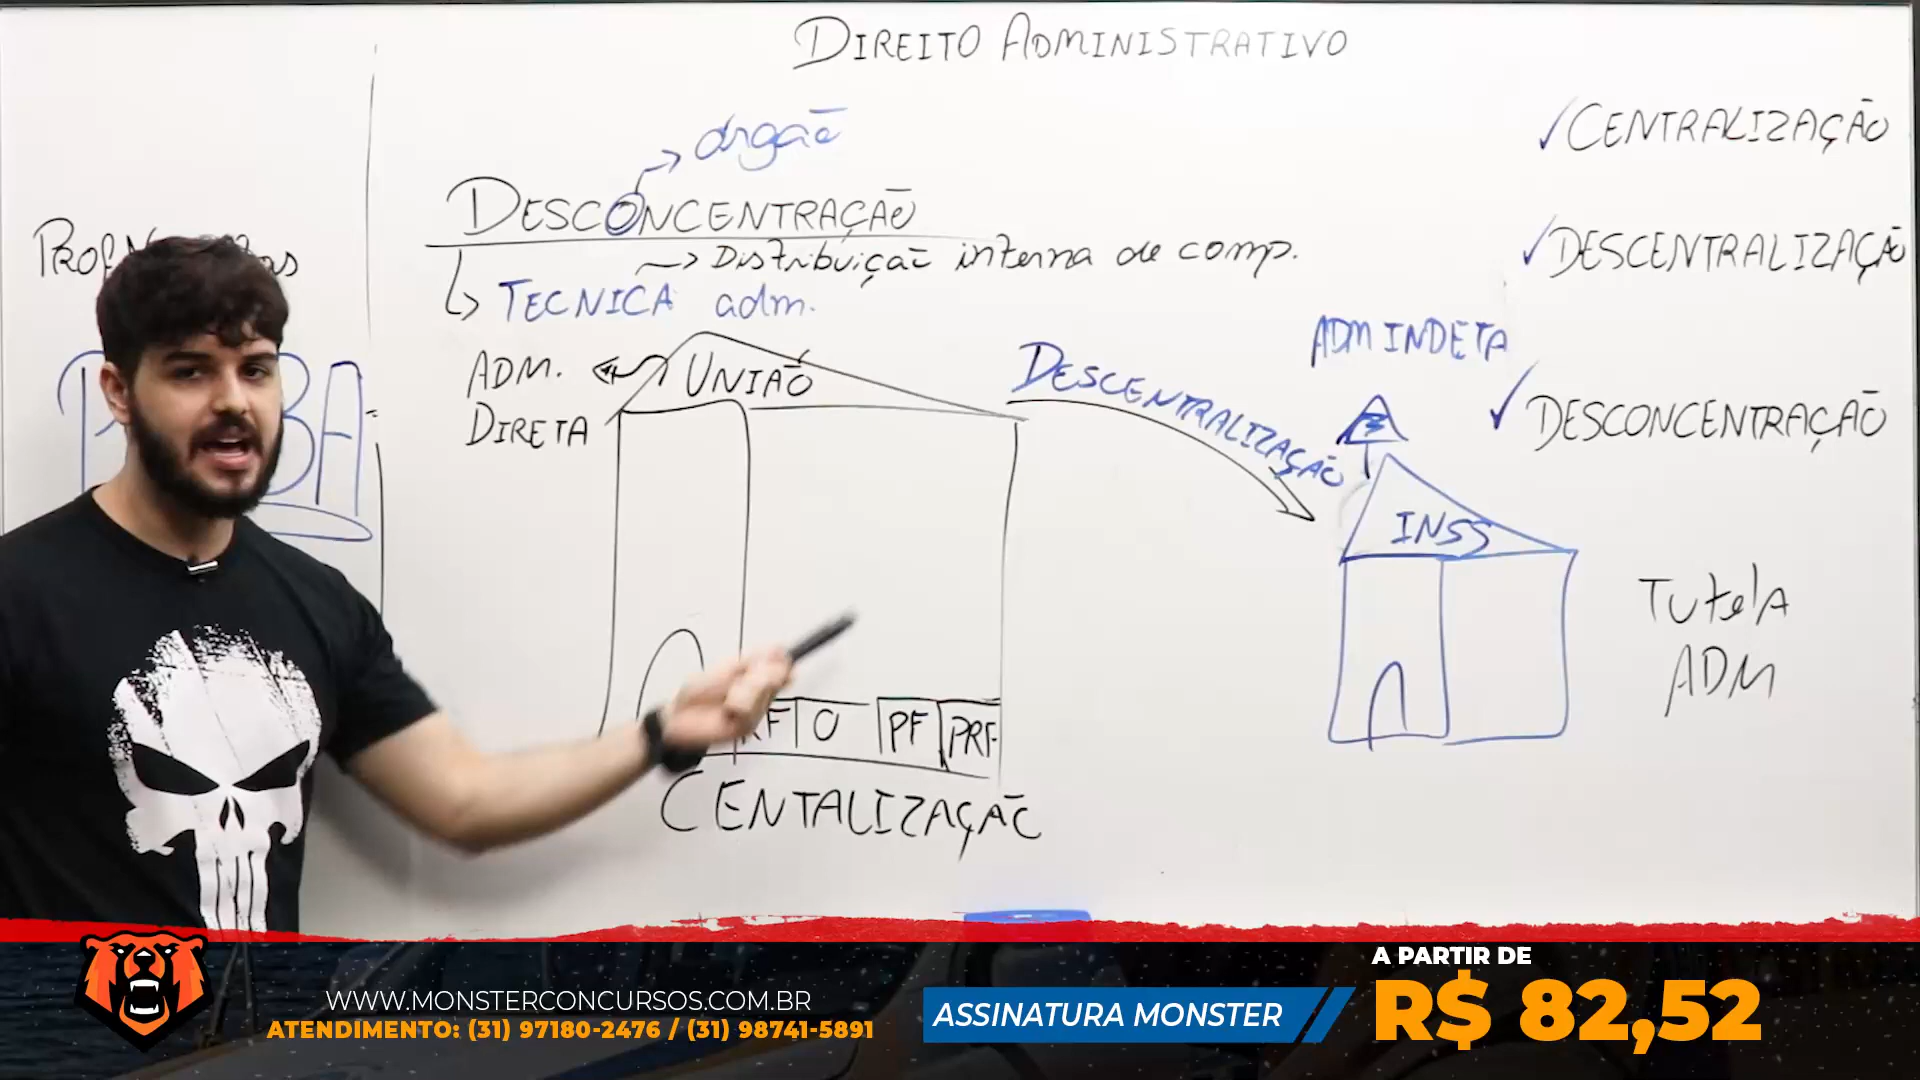 DIREITO ADMINISTRATIVO
órgão
DESCONCENTRAÇÃO
→ Distribuição interna de comp.
↳ TECNICA adm.
ADM.
DIRETA
UNIÃO
O
PF
PRF
CENTALIZAÇÃO
DESCENTRALIZAÇÃO
ADM INDETA
INSS
Tutela
ADM
✓CENTRALIZAÇÃO
✓DESCENTRALIZAÇÃO
✓DESCONCENTRAÇÃO
WWW.MONSTERCONCURSOS.COM.BR
ATENDIMENTO: (31) 97180-2476 / (31) 98741-5891
ASSINATURA MONSTER
A PARTIR DE
R$ 82,52